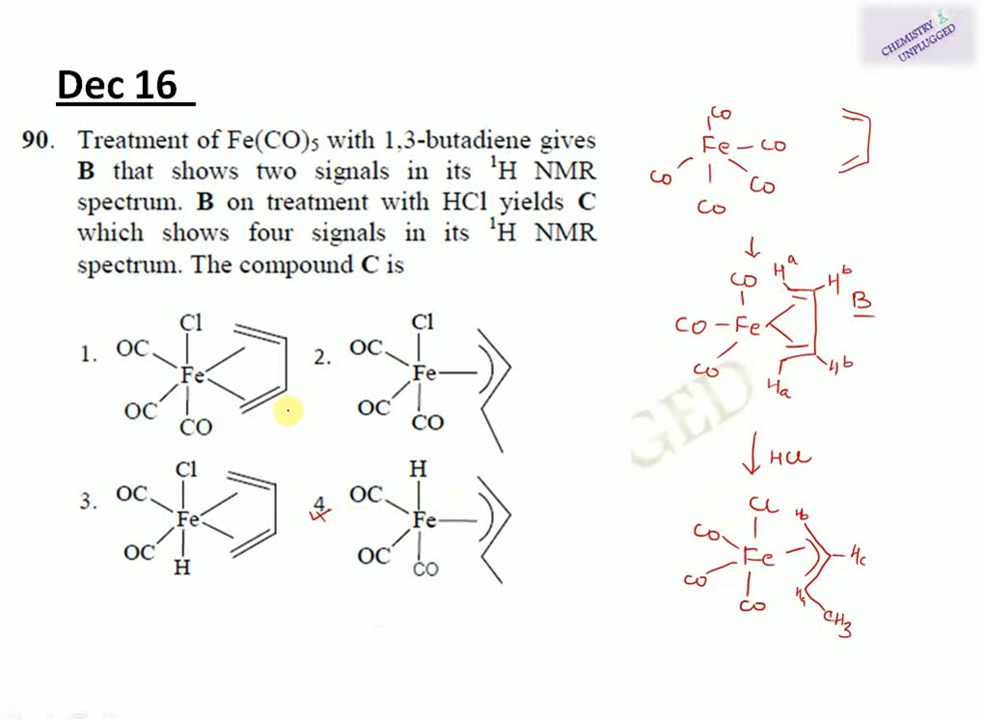 CHEMISTRY
UNPLUGGED
Dec 16
90. Treatment of Fe(CO)5 with 1,3-butadiene gives
B that shows two signals in its 1H NMR
spectrum. B on treatment with HCl yields C
which shows four signals in its 1H NMR
spectrum. The compound C is
1.
Cl
OC
Fe
OC
CO
2.
Cl
OC
Fe
OC
CO
3.
Cl
OC
Fe
OC
H
4.
H
OC
Fe
OC
CO
CO
Fe – CO
CO
CO
CO
CO
Ha
Hb
B
CO – Fe
CO
Hb
Ha
HCl
GED
Cl
Hb
CO
Fe
Hc
CO
CO
CH3